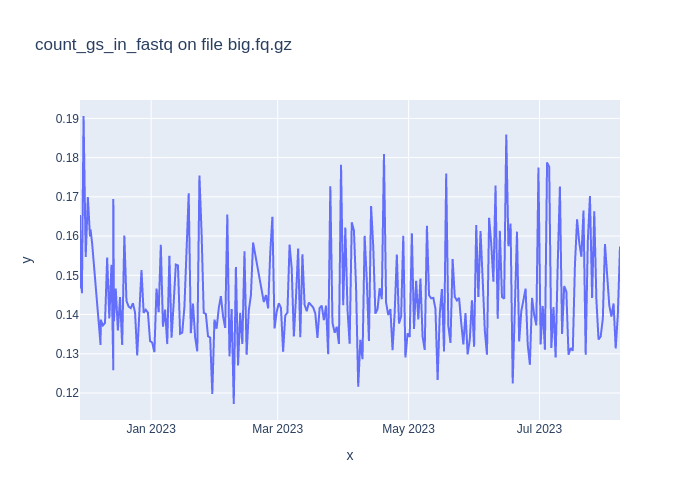 count_gs_in_fastq on file big.fq.gz
0.19
0.18
0.17
0.16
0.15
0.14
0.13
0.12
y
Jan 2023
Mar 2023
May 2023
Jul 2023
x